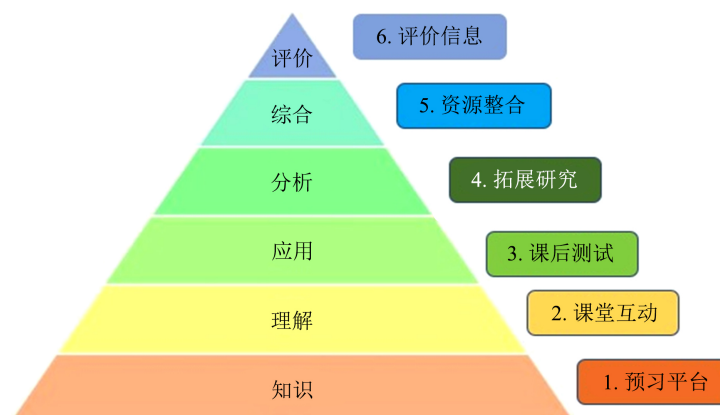 评价
6. 评价信息
综合
5. 资源整合
分析
4. 拓展研究
应用
3. 课后测试
理解
2. 课堂互动
知识
1. 预习平台